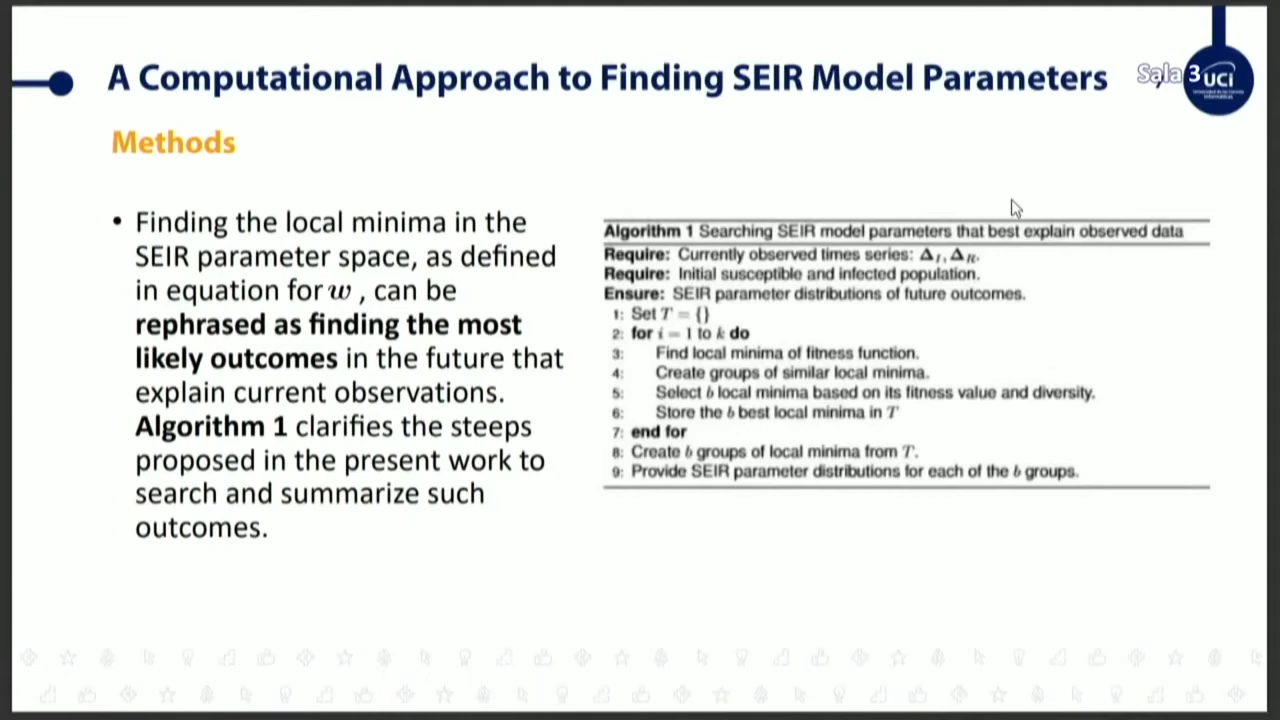 A Computational Approach to Finding SEIR Model Parameters
Sala 3
UCI
Methods
• Finding the local minima in the
SEIR parameter space, as defined
in equation for w , can be
rephrased as finding the most
likely outcomes in the future that
explain current observations.
Algorithm 1 clarifies the steeps
proposed in the present work to
search and summarize such
outcomes.
Algorithm 1 Searching SEIR model parameters that best explain observed data
Require: Currently observed times series: Δ_I, Δ_R.
Require: Initial susceptible and infected population.
Ensure: SEIR parameter distributions of future outcomes.
1: Set T = {}
2: for i = 1 to k do
3: Find local minima of fitness function.
4: Create groups of similar local minima.
5: Select b local minima based on its fitness value and diversity.
6: Store the b best local minima in T
7: end for
8: Create b groups of local minima from T.
9: Provide SEIR parameter distributions for each of the b groups.